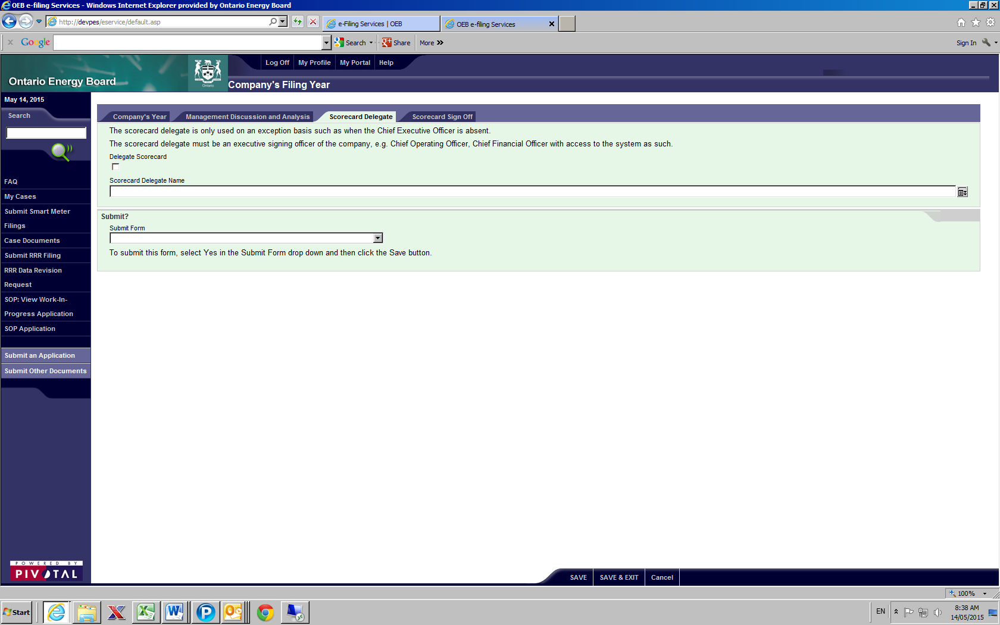 OEB e-filing Services - Windows Internet Explorer provided by Ontario Energy Board
http://devpes/eservice/default.asp
e-Filing Services | OEB
OEB e-filing Services
Google
Search
Share
More
Sign In
Ontario Energy Board
Ontario
Log Off
My Profile
My Portal
Help
Company's Filing Year
May 14, 2015
Search
FAQ
My Cases
Submit Smart Meter
Filings
Case Documents
Submit RRR Filing
RRR Data Revision
Request
SOP: View Work-In-
Progress Application
SOP Application
Submit an Application
Submit Other Documents
POWERED BY
PIVOTAL
Company's Year
Management Discussion and Analysis
Scorecard Delegate
Scorecard Sign Off
The scorecard delegate is only used on an exception basis such as when the Chief Executive Officer is absent.
The scorecard delegate must be an executive signing officer of the company, e.g. Chief Operating Officer, Chief Financial Officer with access to the system as such.
Delegate Scorecard
Scorecard Delegate Name
Submit?
Submit Form
To submit this form, select Yes in the Submit Form drop down and then click the Save button.
SAVE
SAVE & EXIT
Cancel
100%
Start
EN
8:38 AM
14/05/2015